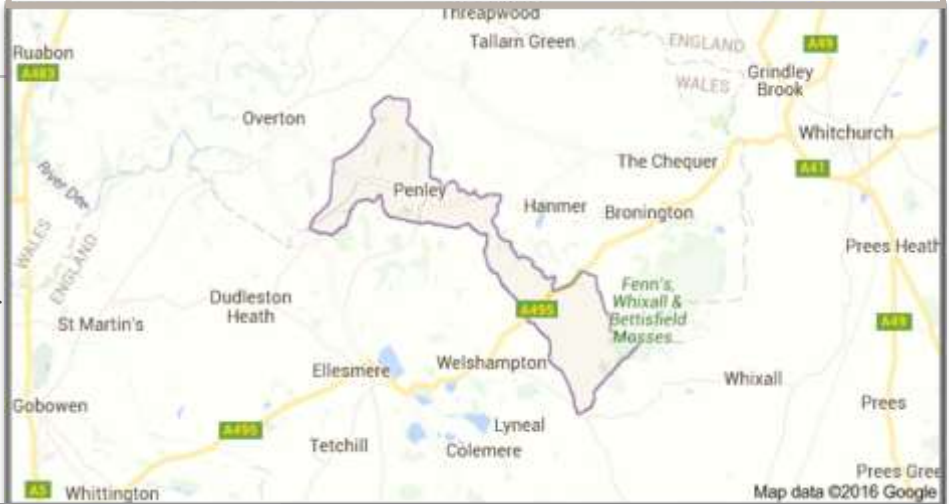 Threapwood
Tallarn Green
ENGLAND
A49
Ruabon
A483
WALES
Grindley
Brook
Overton
Whitchurch
The Chequer
A41
River Dee
Penley
Hanmer
Bronington
WALES
ENGLAND
Prees Heath
Dudleston
Heath
Fenn's,
Whixall &
Bettisfield
Mosses...
A495
St Martin's
A49
Ellesmere
Welshampton
Whixall
Gobowen
Prees
A495
Lyneal
Tetchill
Colemere
Prees Gree
A5
Whittington
Map data ©2016 Google